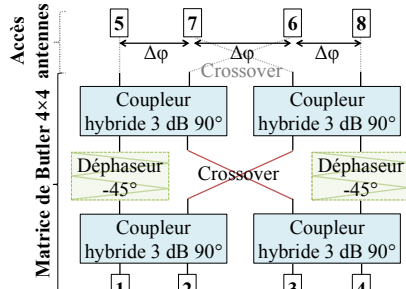 Accès
antennes
5 7 6 8
Δφ Δφ Δφ
Crossover
Matrice de Butler 4×4
Coupleur
hybride 3 dB 90°
Coupleur
hybride 3 dB 90°
Déphaseur
-45°
Crossover
Déphaseur
-45°
Coupleur
hybride 3 dB 90°
Coupleur
hybride 3 dB 90°
1 2 3 4